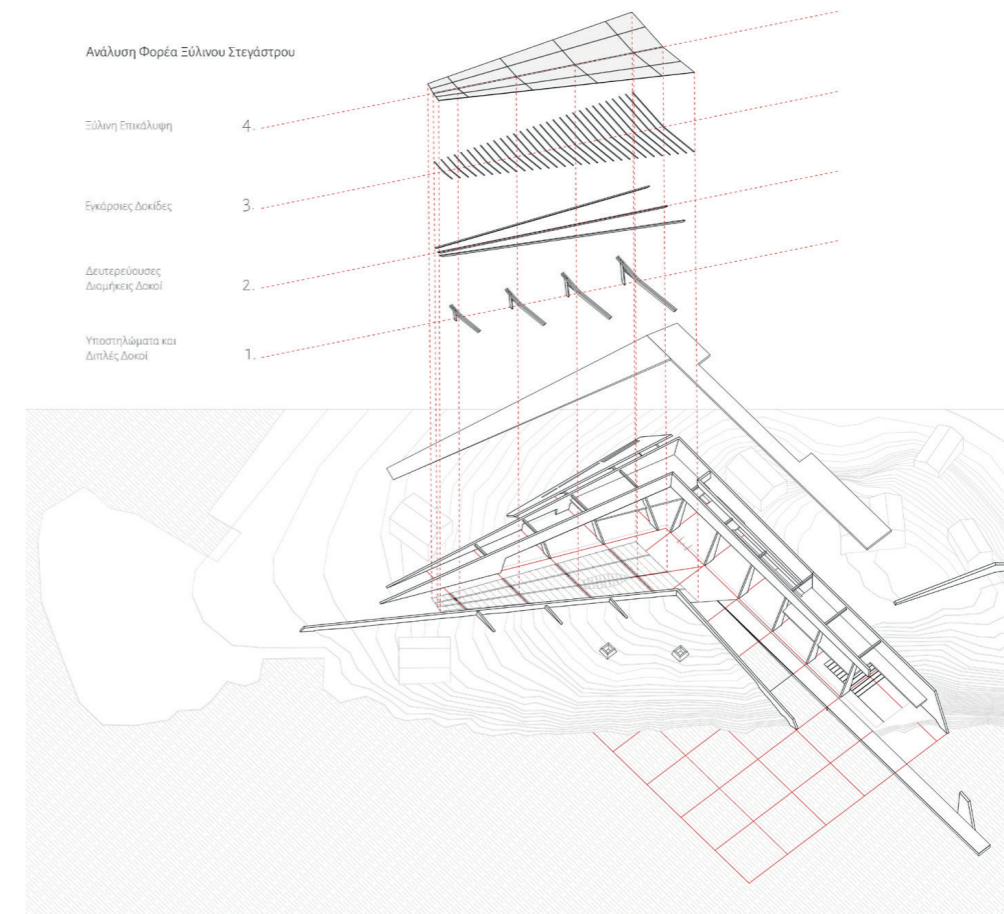 Ανάλυση Φορέα Ξύλινου Στεγάστρου
Ξύλινη Επικάλυψη 4.
Εγκάρσιες Δοκίδες 3.
Δευτερεύουσες
Διαμήκεις Δοκοί 2.
Υποστηλώματα και
Διπλές Δοκοί 1.